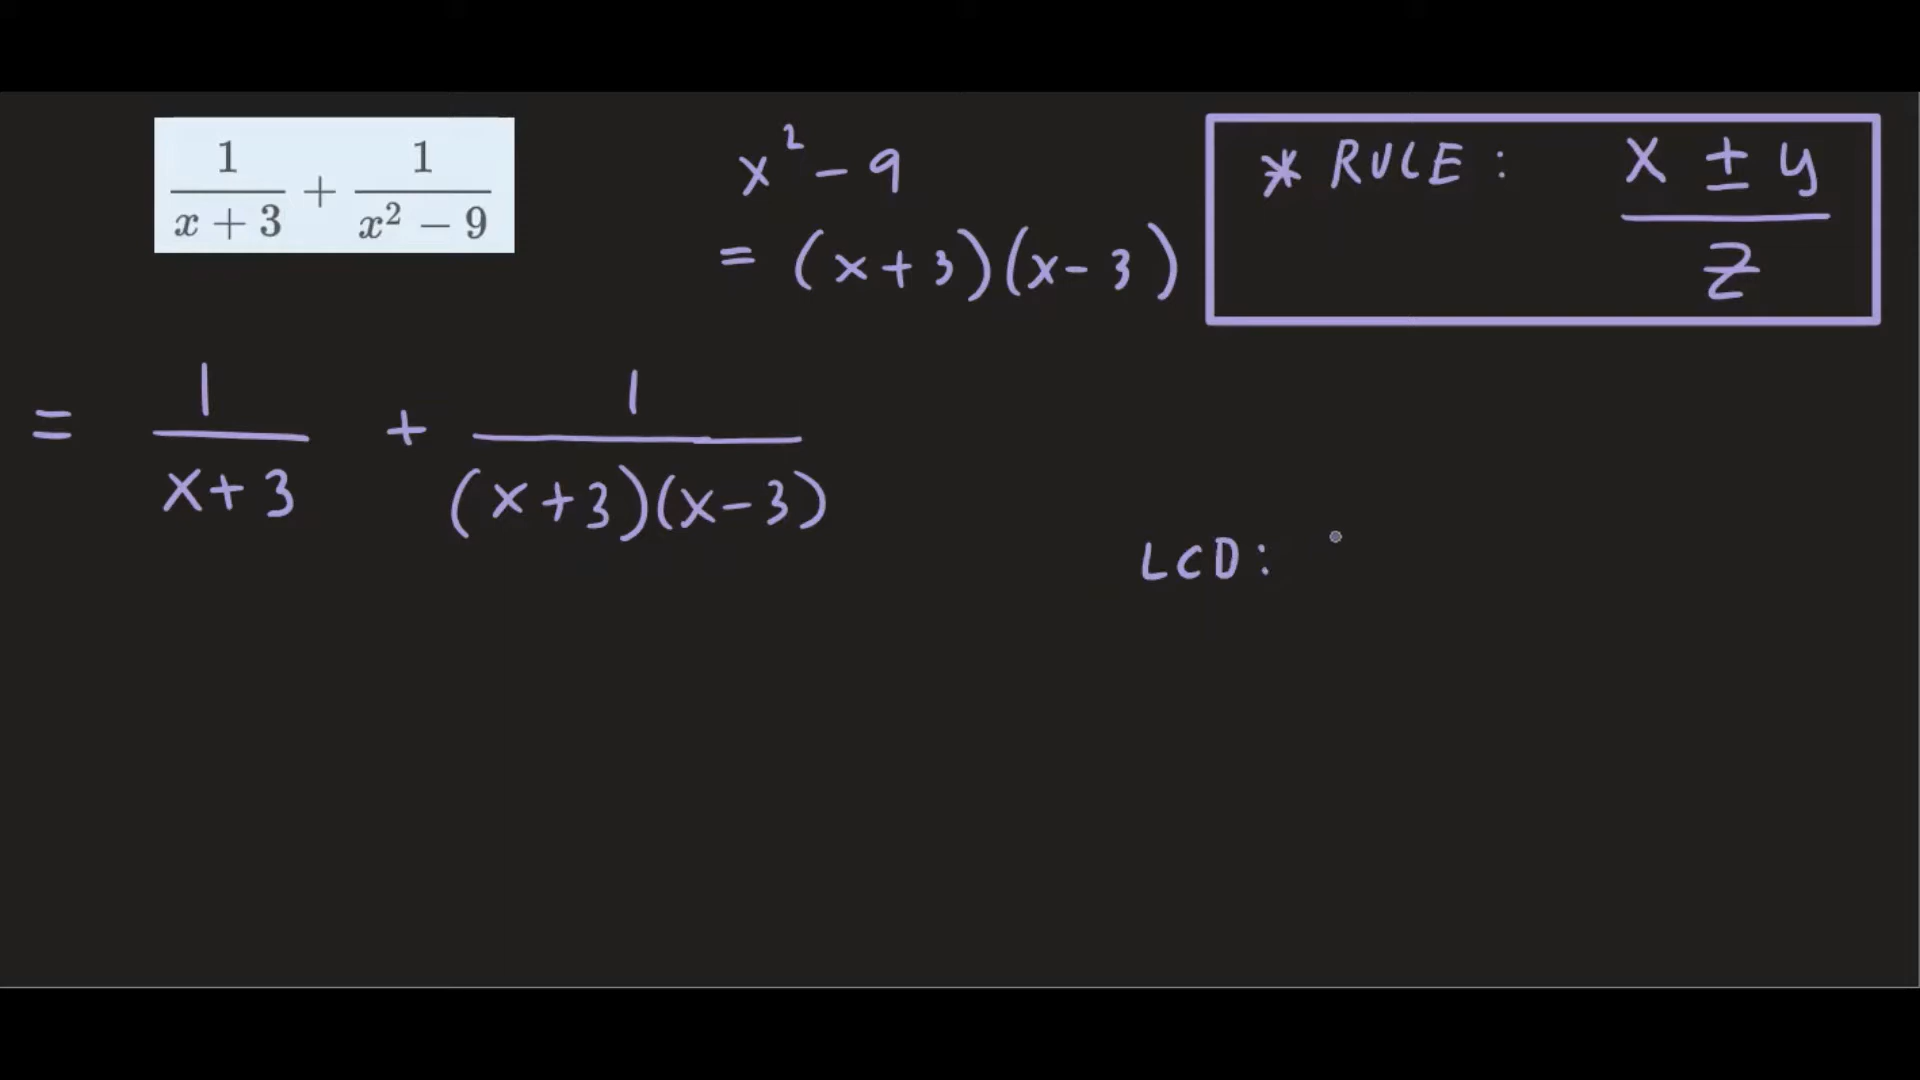 1/(x + 3) + 1/(x² − 9)
x² - 9
= (x+3)(x-3)
* RULE : (x ± y)/z
= 1/(x+3) + 1/((x+3)(x-3))
LCD: